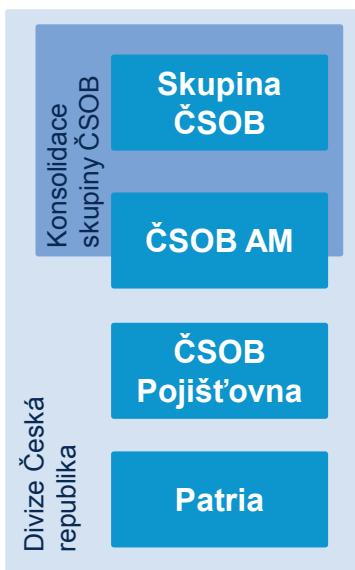 Konsolidace
skupiny ČSOB
Skupina
ČSOB
ČSOB AM
ČSOB
Pojišťovna
Patria
Divize Česká
republika